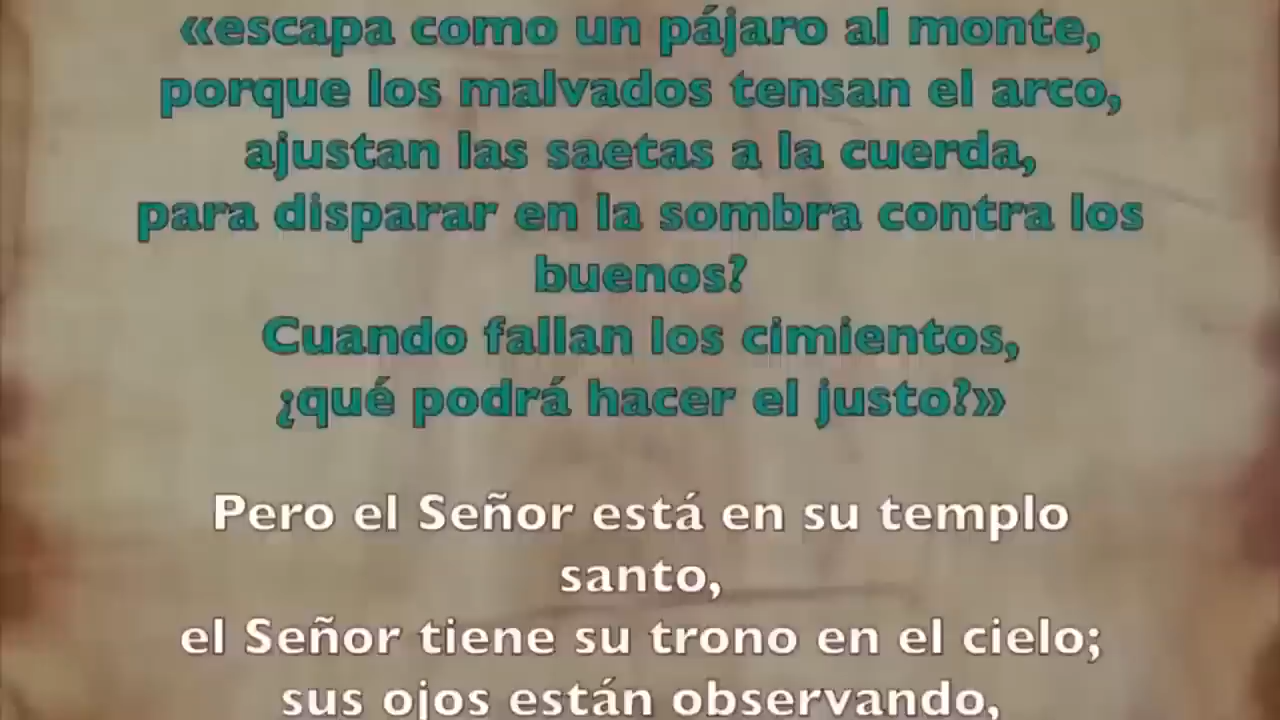 «escapa como un pájaro al monte,
porque los malvados tensan el arco,
ajustan las saetas a la cuerda,
para disparar en la sombra contra los
buenos?
Cuando fallan los cimientos,
¿qué podrá hacer el justo?»
Pero el Señor está en su templo
santo,
el Señor tiene su trono en el cielo;
sus ojos están observando,